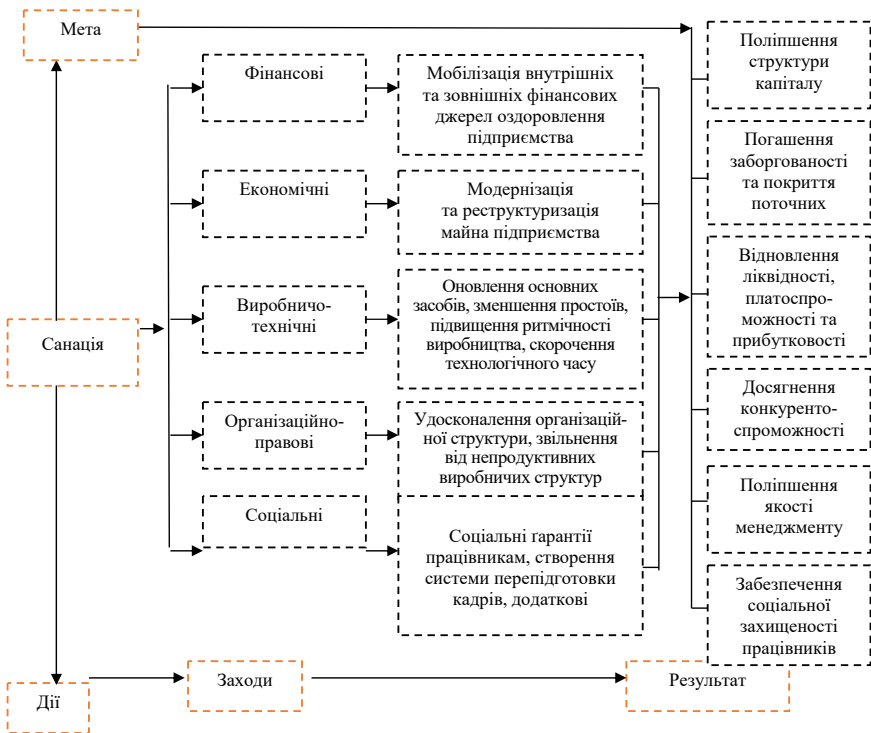 Мета
Поліпшення
структури
капіталу
Фінансові
Мобілізація внутрішніх
та зовнішніх фінансових
джерел оздоровлення
підприємства
Погашення
заборгованості
та покриття
поточних
Економічні
Модернізація
та реструктуризація
майна підприємства
Відновлення
ліквідності,
платоспро-
можності та
прибутковості
Виробничо-
технічні
Оновлення основних
засобів, зменшення простоїв,
підвищення ритмічності
виробництва, скорочення
технологічного часу
Санація
Досягнення
конкуренто-
спроможності
Організаційно-
правові
Удосконалення організацій-
ної структури, звільнення
від непродуктивних
виробничих структур
Поліпшення
якості
менеджменту
Соціальні
Соціальні ґарантії
працівникам, створення
системи перепідготовки
кадрів, додаткові
Забезпечення
соціальної
захищеності
працівників
Дії
Заходи
Результат